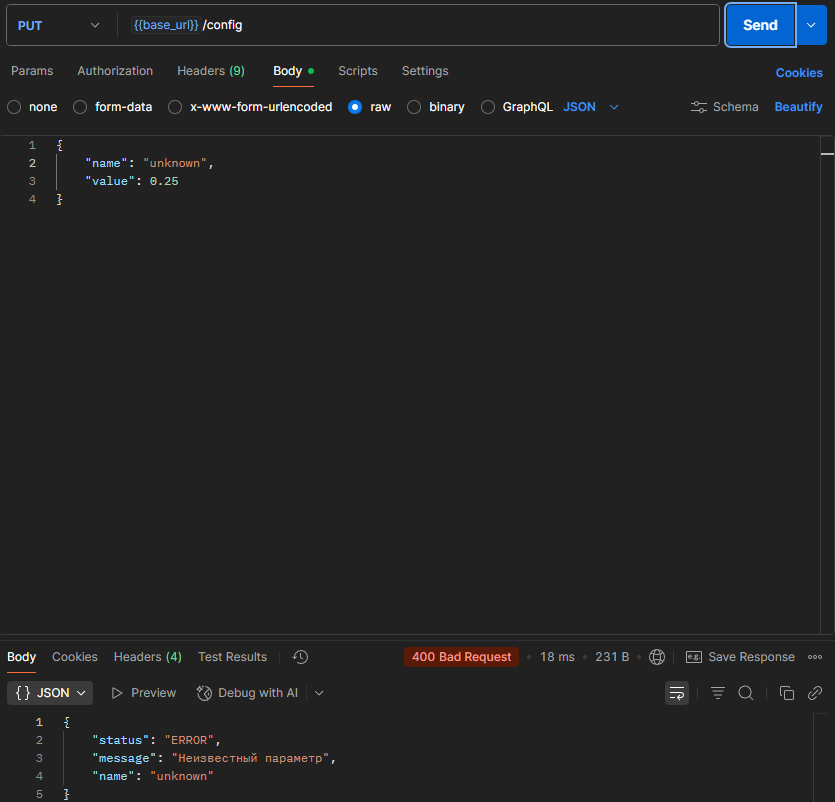 PUT {{base_url}} /config Send
Params Authorization Headers (9) Body Scripts Settings Cookies
none form-data x-www-form-urlencoded raw binary GraphQL JSON Schema Beautify
1 {
2 "name": "unknown",
3 "value": 0.25
4 }
Body Cookies Headers (4) Test Results 400 Bad Request 18 ms 231 B e.g. Save Response
{} JSON Preview Debug with AI
1 {
2 "status": "ERROR",
3 "message": "Неизвестный параметр",
4 "name": "unknown"
5 }